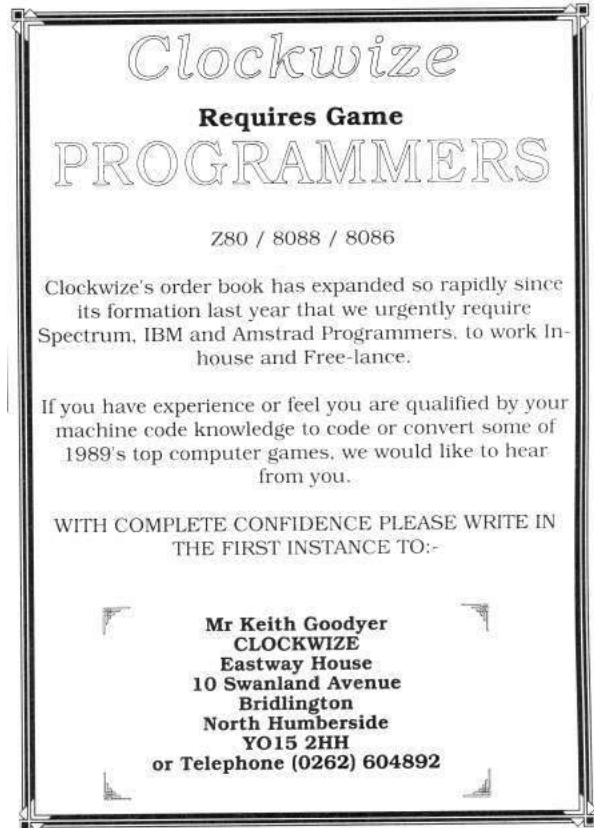 Clockwize
Requires Game
PROGRAMMERS
Z80 / 8088 / 8086
Clockwize's order book has expanded so rapidly since
its formation last year that we urgently require
Spectrum, IBM and Amstrad Programmers. to work In-
house and Free-lance.
If you have experience or feel you are qualified by your
machine code knowledge to code or convert some of
1989's top computer games, we would like to hear
from you.
WITH COMPLETE CONFIDENCE PLEASE WRITE IN
THE FIRST INSTANCE TO:-
Mr Keith Goodyer
CLOCKWIZE
Eastway House
10 Swanland Avenue
Bridlington
North Humberside
YO15 2HH
or Telephone (0262) 604892